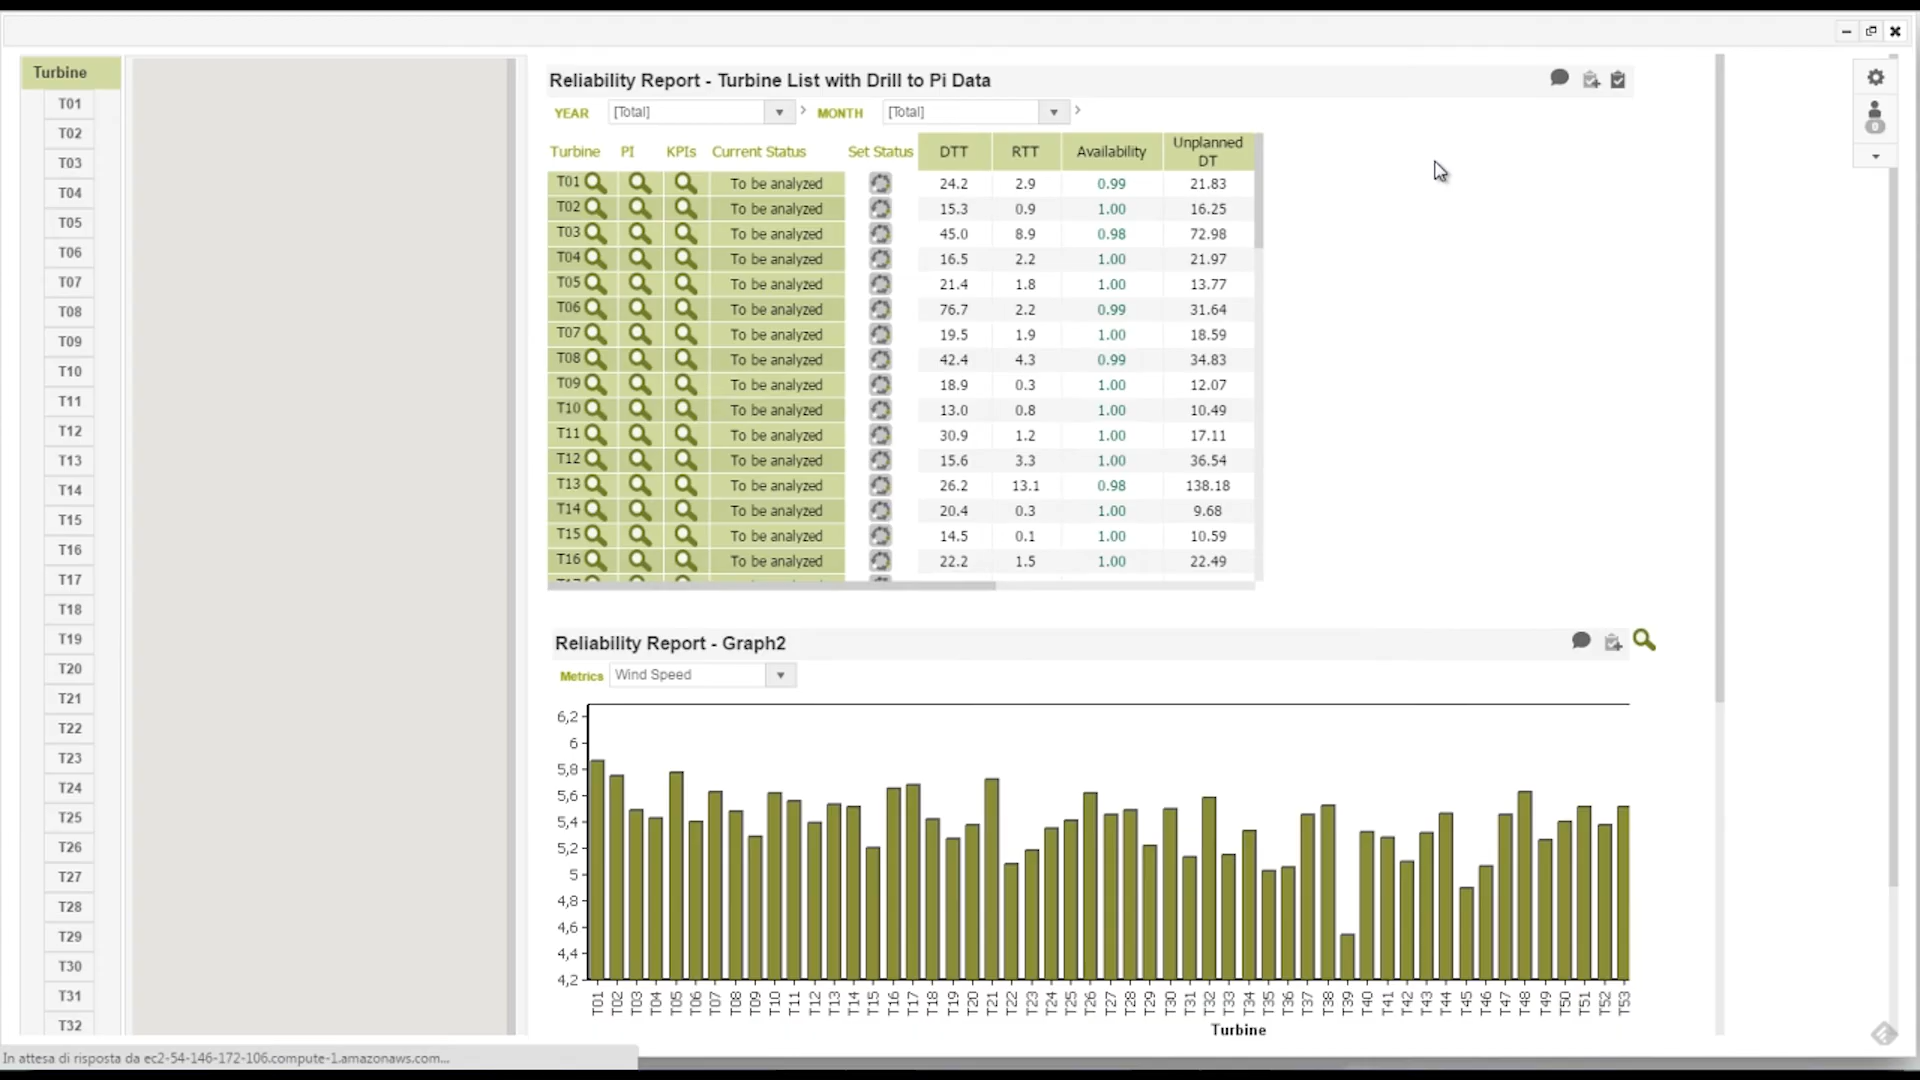 Turbine
T01
T02
T03
T04
T05
T06
T07
T08
T09
T10
T11
T12
T13
T14
T15
T16
T17
T18
T19
T20
T21
T22
T23
T24
T25
T26
T27
T28
T29
T30
T31
T32
Reliability Report - Turbine List with Drill to Pi Data
YEAR [Total] MONTH [Total]
Turbine PI KPIs Current Status Set Status DTT RTT Availability Unplanned DT
T01 To be analyzed 24.2 2.9 0.99 21.83
T02 To be analyzed 15.3 0.9 1.00 16.25
T03 To be analyzed 45.0 8.9 0.98 72.98
T04 To be analyzed 16.5 2.2 1.00 21.97
T05 To be analyzed 21.4 1.8 1.00 13.77
T06 To be analyzed 76.7 2.2 0.99 31.64
T07 To be analyzed 19.5 1.9 1.00 18.59
T08 To be analyzed 42.4 4.3 0.99 34.83
T09 To be analyzed 18.9 0.3 1.00 12.07
T10 To be analyzed 13.0 0.8 1.00 10.49
T11 To be analyzed 30.9 1.2 1.00 17.11
T12 To be analyzed 15.6 3.3 1.00 36.54
T13 To be analyzed 26.2 13.1 0.98 138.18
T14 To be analyzed 20.4 0.3 1.00 9.68
T15 To be analyzed 14.5 0.1 1.00 10.59
T16 To be analyzed 22.2 1.5 1.00 22.49
0
Reliability Report - Graph2
Metrics Wind Speed
6,2
6
5,8
5,6
5,4
5,2
5
4,8
4,6
4,4
4,2
T01 T02 T03 T04 T05 T06 T07 T08 T09 T10 T11 T12 T13 T14 T15 T16 T17 T18 T19 T20 T21 T22 T23 T24 T25 T26 T27 T28 T29 T30 T31 T32 T33 T34 T35 T36 T37 T38 T39 T40 T41 T42 T43 T44 T45 T46 T47 T48 T49 T50 T51 T52 T53
Turbine
In attesa di risposta da ec2-54-146-172-106.compute-1.amazonaws.com...